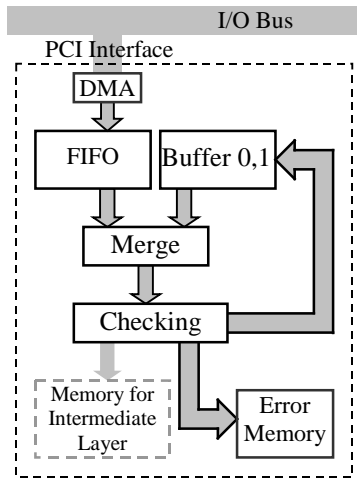 I/O Bus
PCI Interface
DMA
FIFO
Buffer 0,1
Merge
Checking
Memory for
Intermediate
Layer
Error
Memory